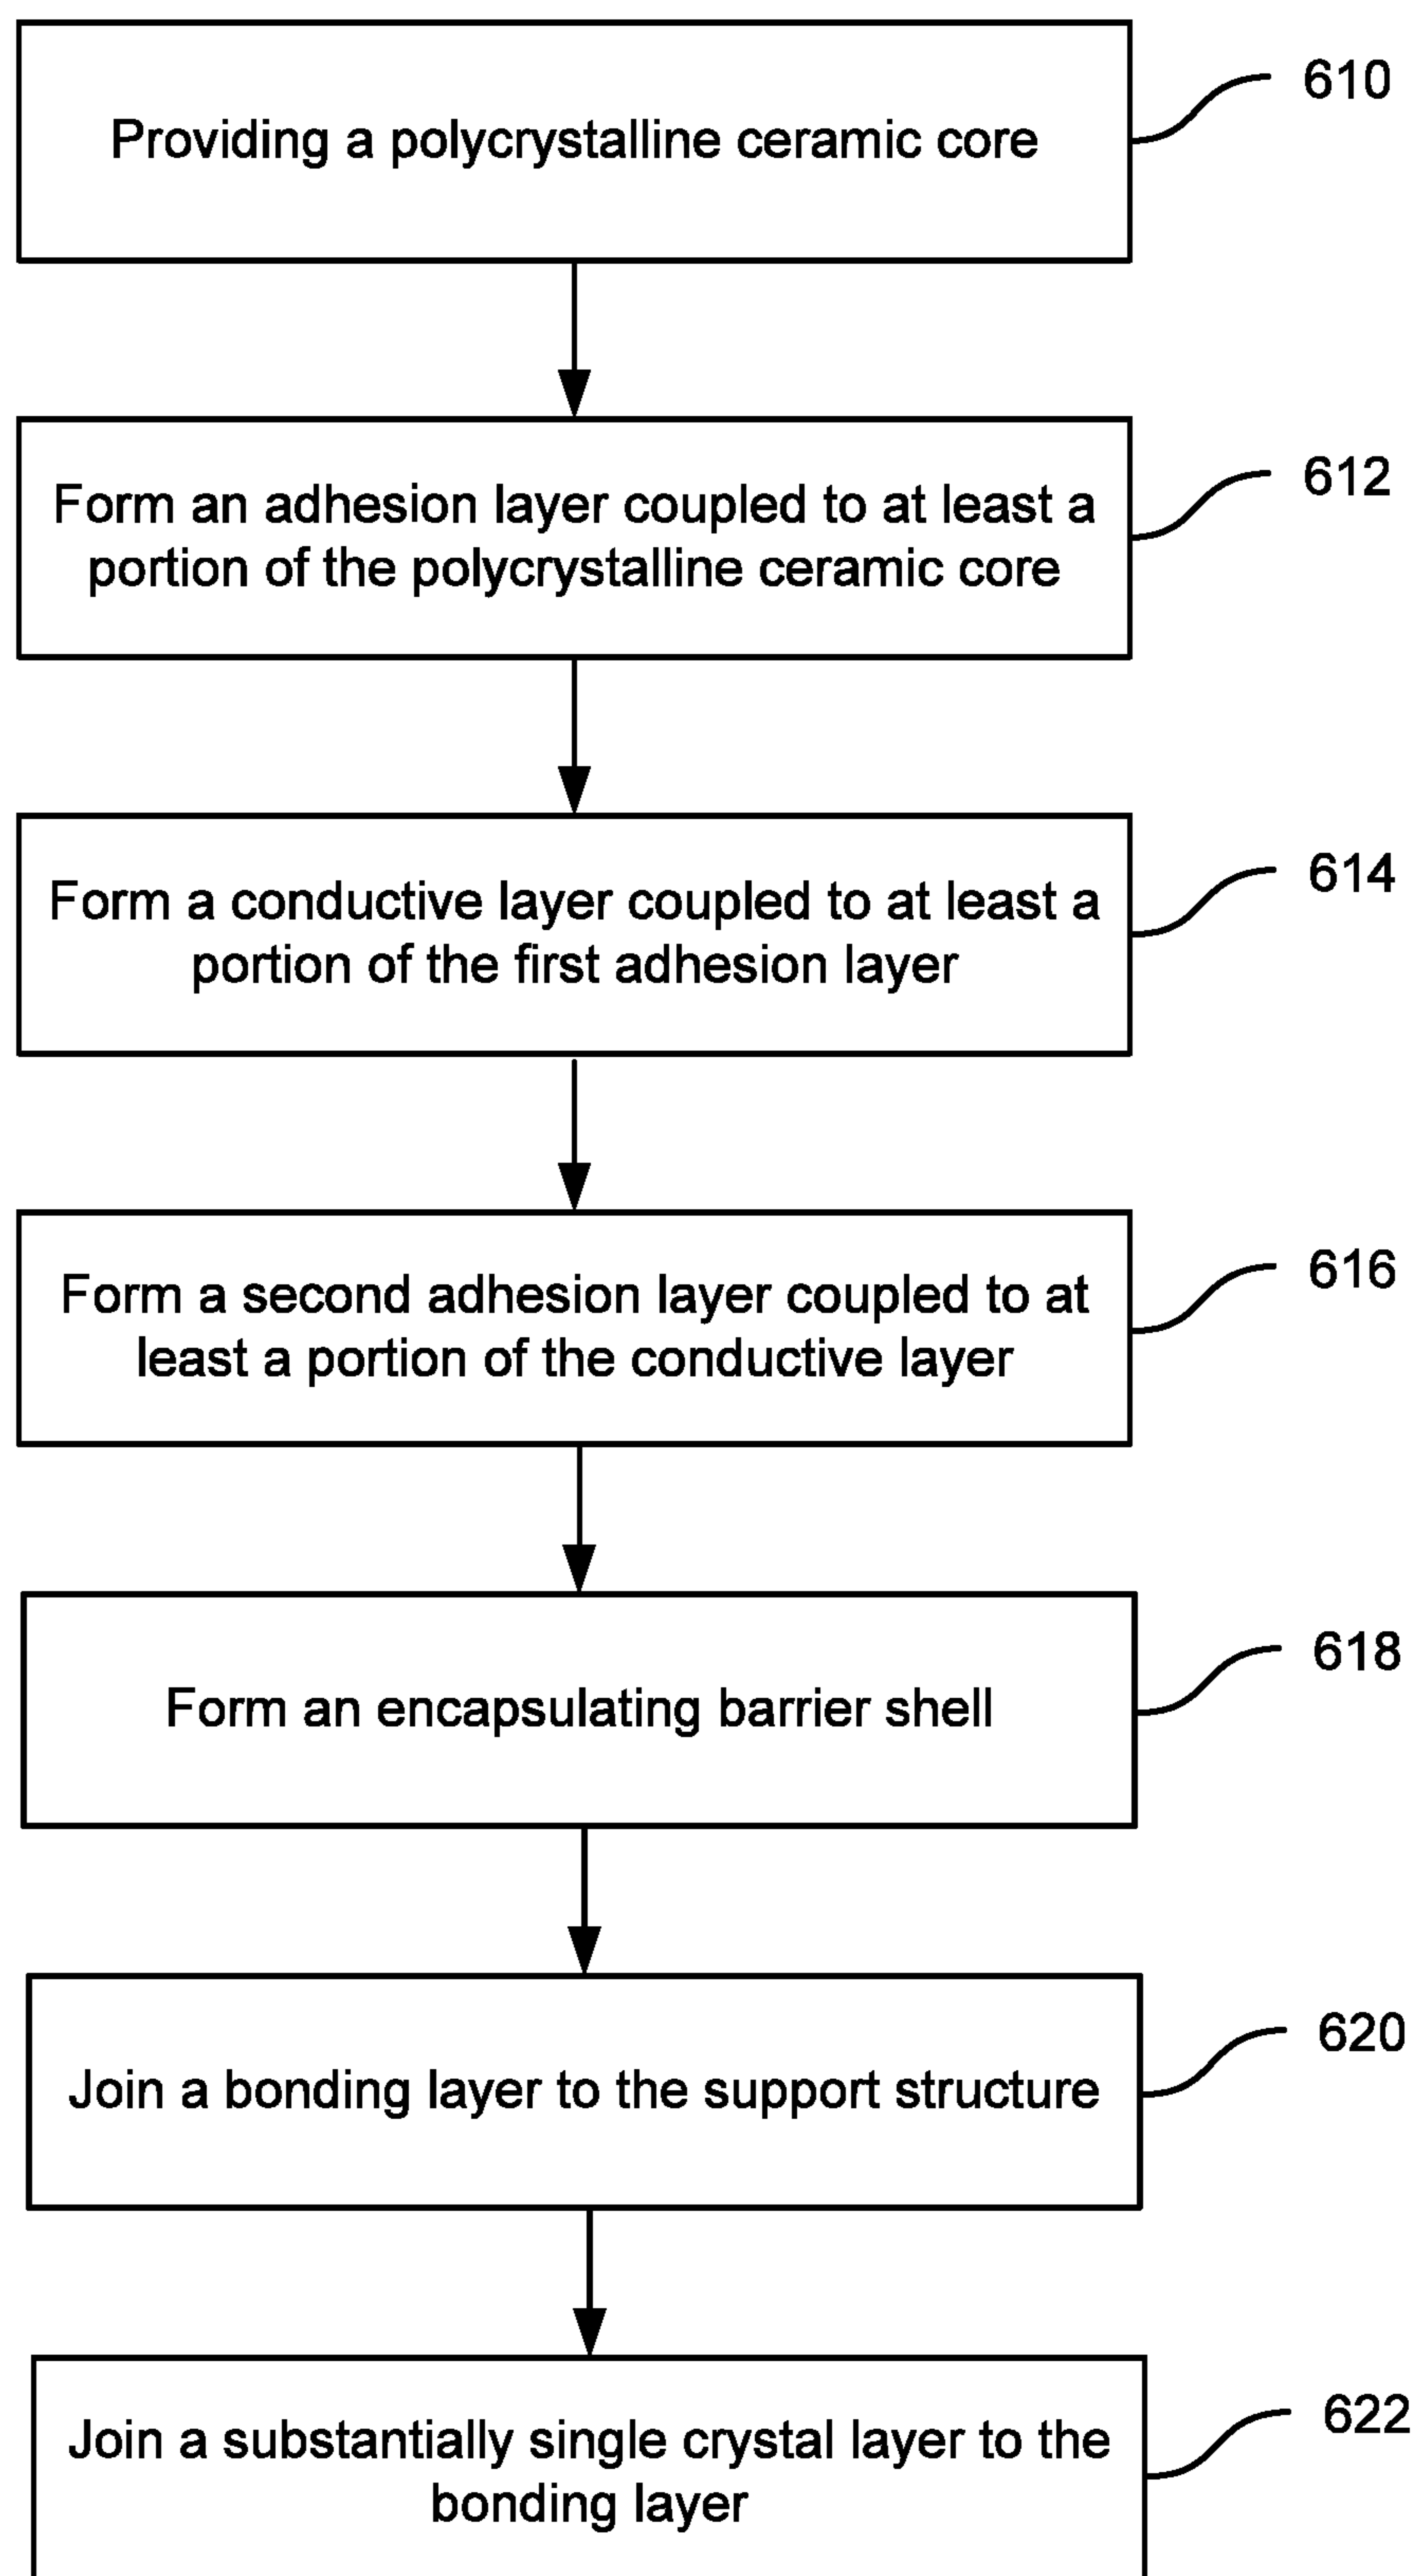 Providing a polycrystalline ceramic core
610
Form an adhesion layer coupled to at least a
portion of the polycrystalline ceramic core
612
Form a conductive layer coupled to at least a
portion of the first adhesion layer
614
Form a second adhesion layer coupled to at
least a portion of the conductive layer
616
Form an encapsulating barrier shell
618
Join a bonding layer to the support structure
620
Join a substantially single crystal layer to the
bonding layer
622